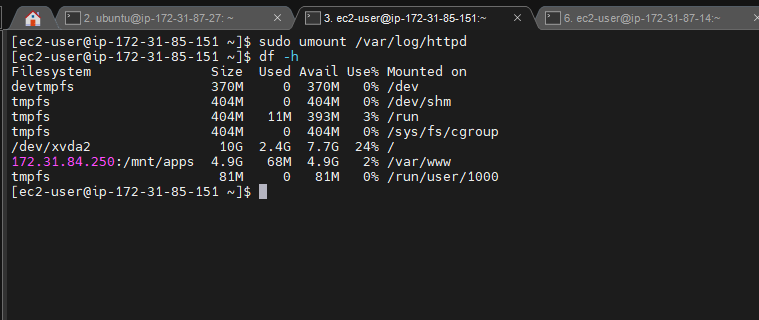 2. ubuntu@ip-172-31-87-27: ~ 3. ec2-user@ip-172-31-85-151:~ 6. ec2-user@ip-172-31-87-14:~
[ec2-user@ip-172-31-85-151 ~]$ sudo umount /var/log/httpd
[ec2-user@ip-172-31-85-151 ~]$ df -h
Filesystem Size Used Avail Use% Mounted on
devtmpfs 370M 0 370M 0% /dev
tmpfs 404M 0 404M 0% /dev/shm
tmpfs 404M 11M 393M 3% /run
tmpfs 404M 0 404M 0% /sys/fs/cgroup
/dev/xvda2 10G 2.4G 7.7G 24% /
172.31.84.250:/mnt/apps 4.9G 68M 4.9G 2% /var/www
tmpfs 81M 0 81M 0% /run/user/1000
[ec2-user@ip-172-31-85-151 ~]$